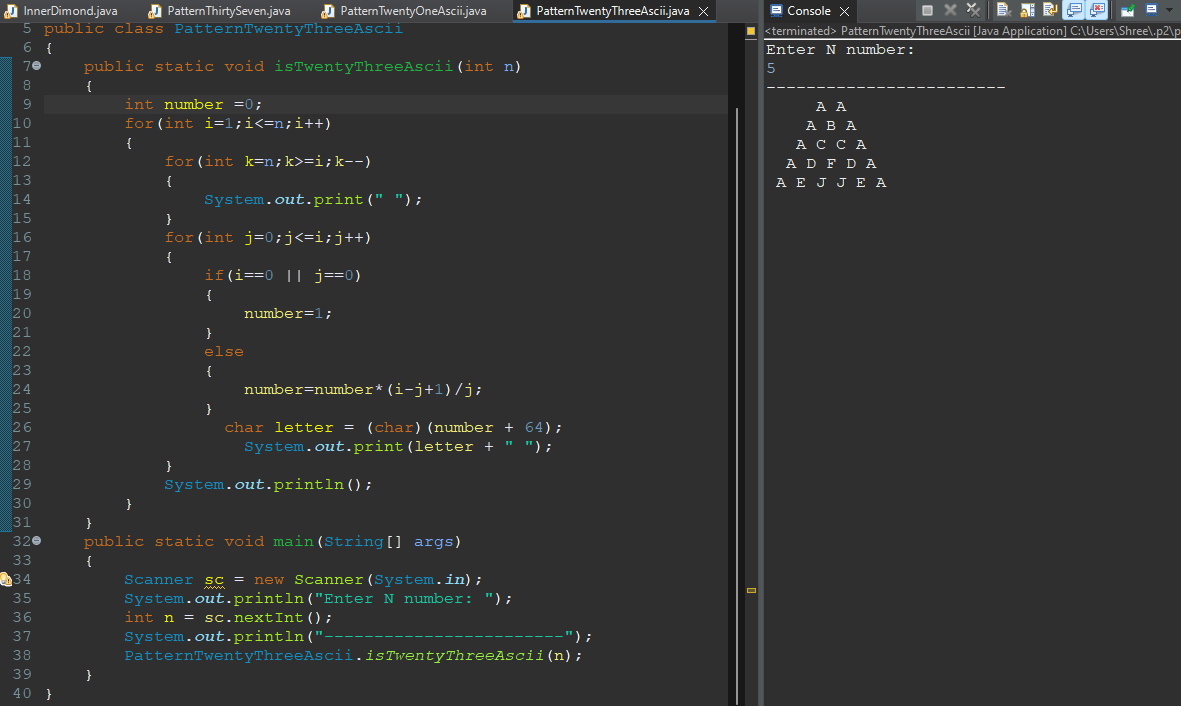 InnerDimond.java PatternThirtySeven.java PatternTwentyOneAscii.java PatternTwentyThreeAscii.java
5 public class PatternTwentyThreeAscii
6 {
7 public static void isTwentyThreeAscii(int n)
8 {
9 int number =0;
10 for(int i=1;i<=n;i++)
11 {
12 for(int k=n;k>=i;k--)
13 {
14 System.out.print(" ");
15 }
16 for(int j=0;j<=i;j++)
17 {
18 if(i==0 || j==0)
19 {
20 number=1;
21 }
22 else
23 {
24 number=number*(i-j+1)/j;
25 }
26 char letter = (char)(number + 64);
27 System.out.print(letter + " ");
28 }
29 System.out.println();
30 }
31 }
32 public static void main(String[] args)
33 {
34 Scanner sc = new Scanner(System.in);
35 System.out.println("Enter N number: ");
36 int n = sc.nextInt();
37 System.out.println("------------------------");
38 PatternTwentyThreeAscii.isTwentyThreeAscii(n);
39 }
40 }
Console
<terminated> PatternTwentyThreeAscii [Java Application] C:\Users\Shree\.p2\p
Enter N number:
5
------------------------
A A
A B A
A C C A
A D F D A
A E J J E A